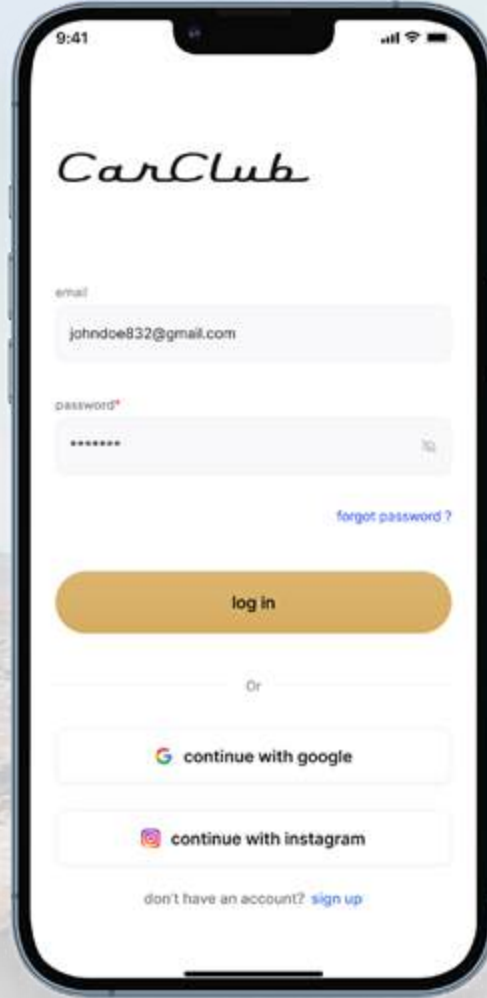 9:41
CarClub
email
johndoe832@gmail.com
password*
*******
forgot password ?
log in
Or
continue with google
continue with instagram
don't have an account? sign up